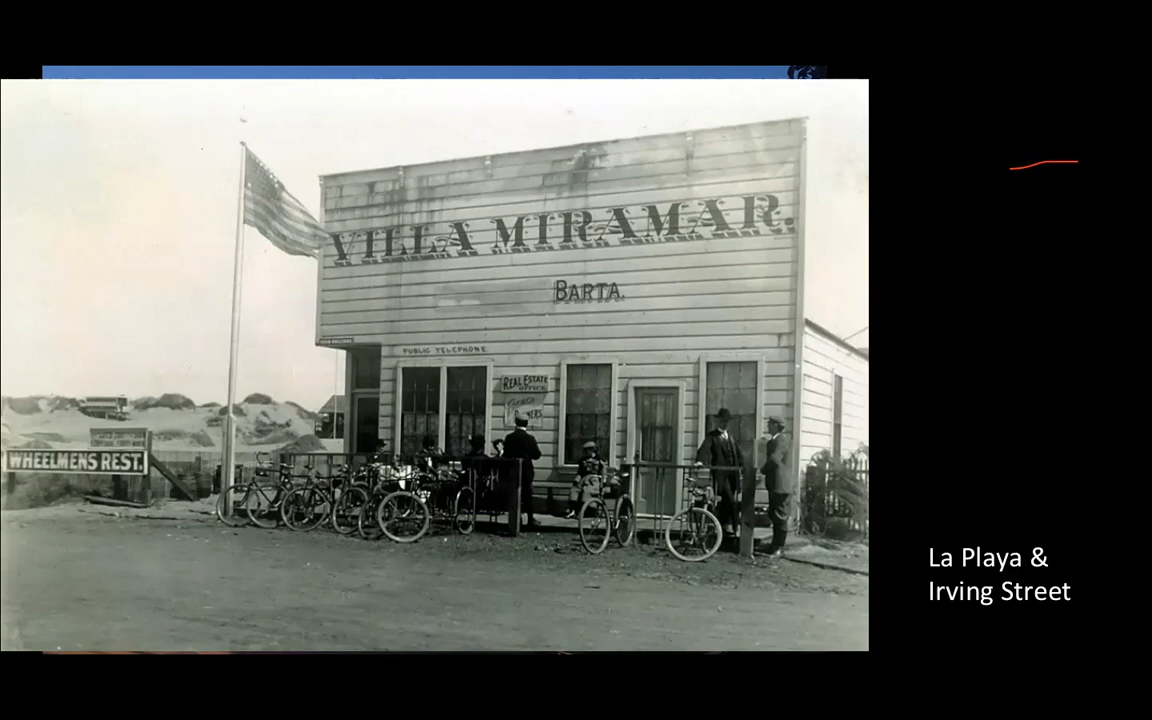 VILLA MIRAMAR.
BARTA.
PUBLIC TELEPHONE
REAL ESTATE
OFFICE
WHEELMENS REST.
La Playa &
Irving Street